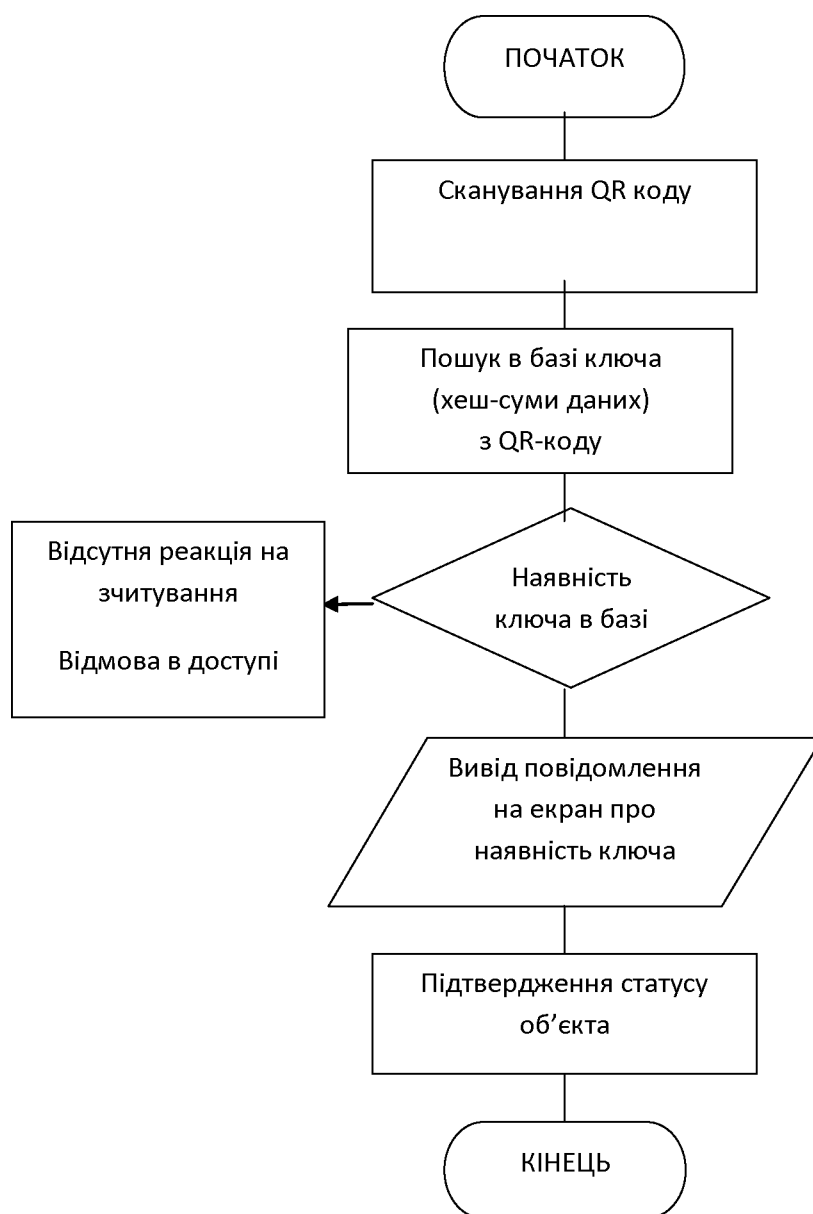 ПОЧАТОК
Сканування QR коду
Пошук в базі ключа
(хеш-суми даних)
з QR-коду
Відсутня реакція на
зчитування
Відмова в доступі
Наявність
ключа в базі
Вивід повідомлення
на екран про
наявність ключа
Підтвердження статусу
об’єкта
КІНЕЦЬ